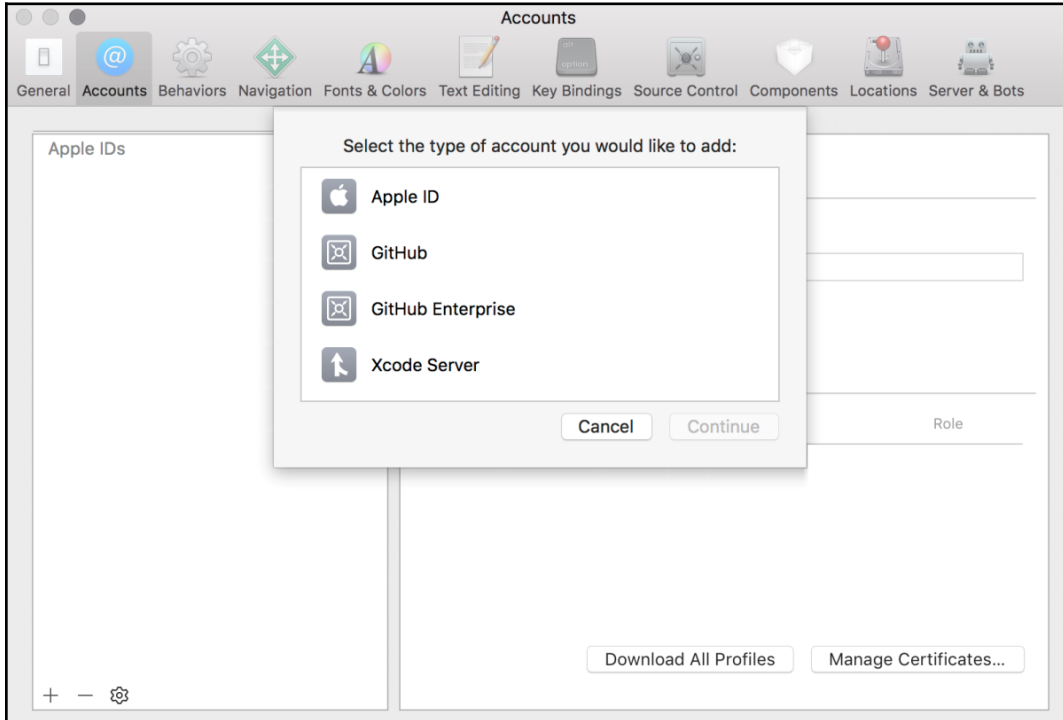 Accounts
alt
option
General Accounts Behaviors Navigation Fonts & Colors Text Editing Key Bindings Source Control Components Locations Server & Bots
Apple IDs
Select the type of account you would like to add:
Apple ID
GitHub
GitHub Enterprise
Xcode Server
Cancel Continue
Role
Download All Profiles Manage Certificates...